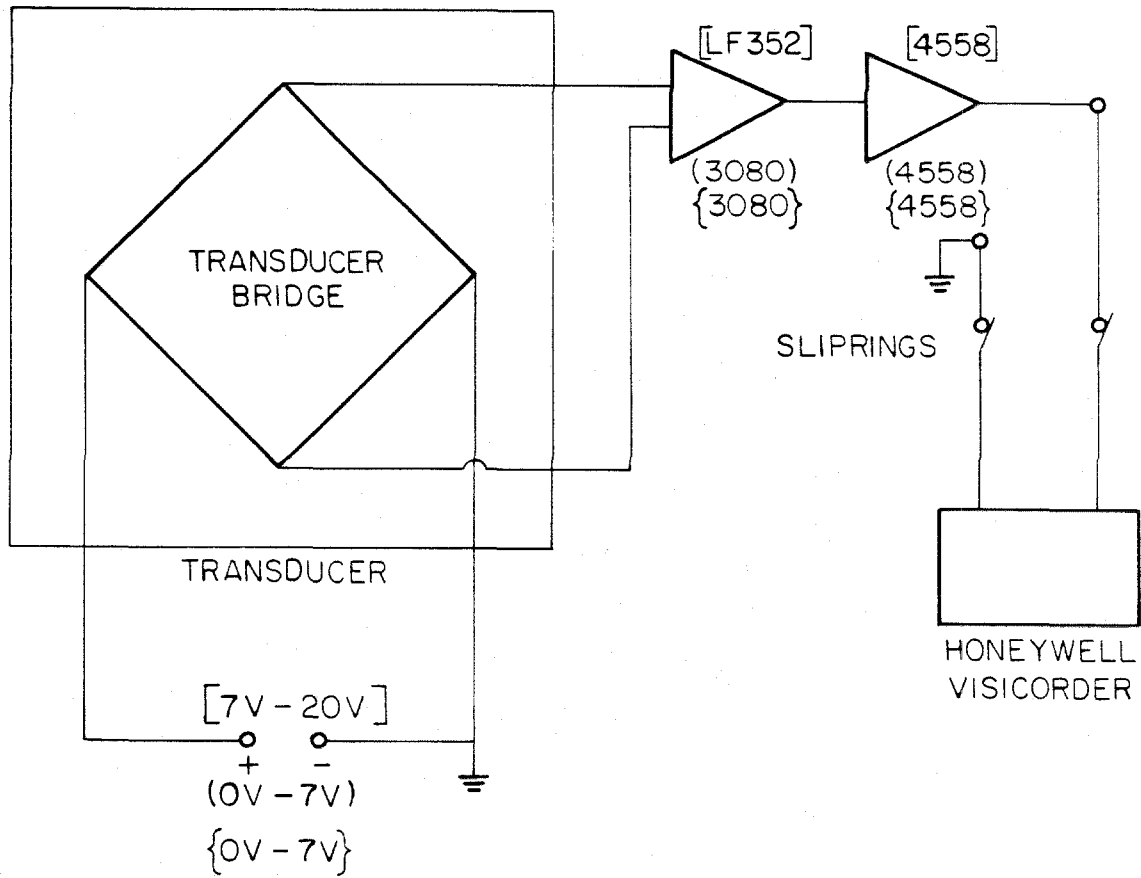 [LF352]
[4558]
(3080)
{3080}
(4558)
{4558}
TRANSDUCER
BRIDGE
SLIPRINGS
TRANSDUCER
HONEYWELL
VISICORDER
[7V-20V]
+ -
(0V-7V)
{0V-7V}